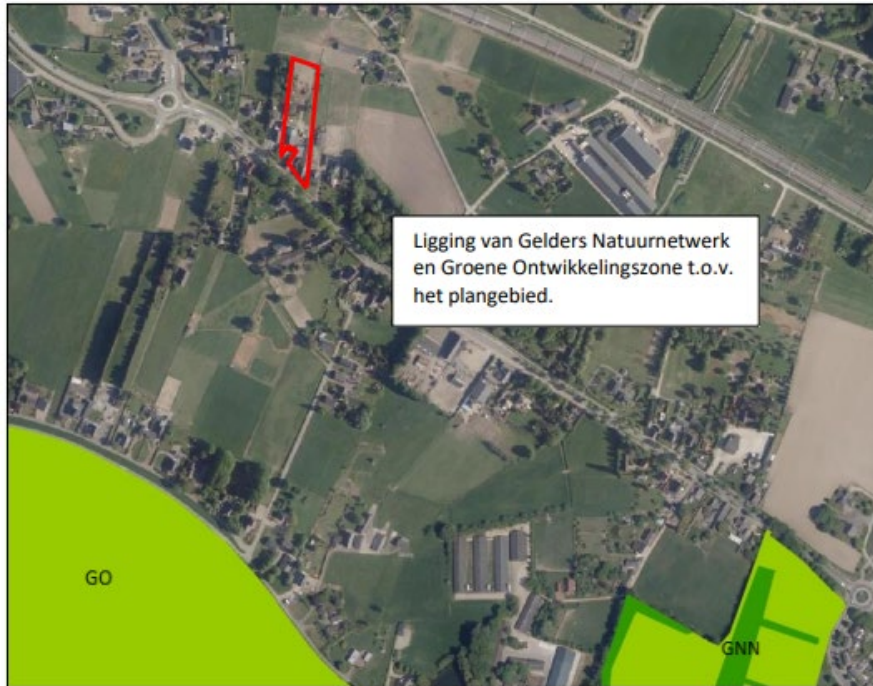 Ligging van Gelders Natuurnetwerk
en Groene Ontwikkelingszone t.o.v.
het plangebied.
GO
GNN